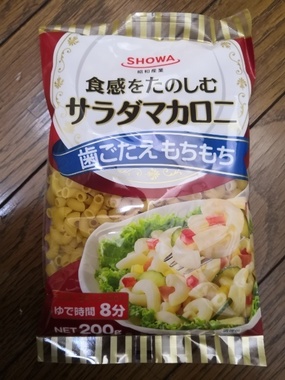 SHOWA
昭和産業
食感をたのしむ
サラダマカロニ
歯ごたえもちもち
ゆで時間 8分
NET 200g